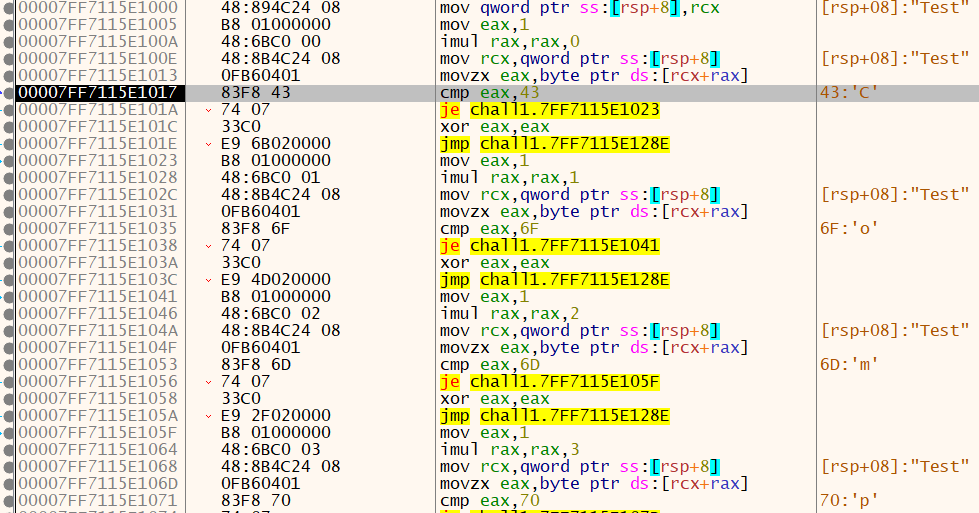 00007FF7115E1000 48:894C24 08 mov qword ptr ss:[rsp+8],rcx [rsp+08]:"Test"
00007FF7115E1005 B8 01000000 mov eax,1
00007FF7115E100A 48:6BC0 00 imul rax,rax,0
00007FF7115E100E 48:8B4C24 08 mov rcx,qword ptr ss:[rsp+8] [rsp+08]:"Test"
00007FF7115E1013 0FB60401 movzx eax,byte ptr ds:[rcx+rax]
00007FF7115E1017 83F8 43 cmp eax,43 43:'C'
00007FF7115E101A 74 07 je chall1.7FF7115E1023
00007FF7115E101C 33C0 xor eax,eax
00007FF7115E101E E9 6B020000 jmp chall1.7FF7115E128E
00007FF7115E1023 B8 01000000 mov eax,1
00007FF7115E1028 48:6BC0 01 imul rax,rax,1
00007FF7115E102C 48:8B4C24 08 mov rcx,qword ptr ss:[rsp+8] [rsp+08]:"Test"
00007FF7115E1031 0FB60401 movzx eax,byte ptr ds:[rcx+rax]
00007FF7115E1035 83F8 6F cmp eax,6F 6F:'o'
00007FF7115E1038 74 07 je chall1.7FF7115E1041
00007FF7115E103A 33C0 xor eax,eax
00007FF7115E103C E9 4D020000 jmp chall1.7FF7115E128E
00007FF7115E1041 B8 01000000 mov eax,1
00007FF7115E1046 48:6BC0 02 imul rax,rax,2
00007FF7115E104A 48:8B4C24 08 mov rcx,qword ptr ss:[rsp+8] [rsp+08]:"Test"
00007FF7115E104F 0FB60401 movzx eax,byte ptr ds:[rcx+rax]
00007FF7115E1053 83F8 6D cmp eax,6D 6D:'m'
00007FF7115E1056 74 07 je chall1.7FF7115E105F
00007FF7115E1058 33C0 xor eax,eax
00007FF7115E105A E9 2F020000 jmp chall1.7FF7115E128E
00007FF7115E105F B8 01000000 mov eax,1
00007FF7115E1064 48:6BC0 03 imul rax,rax,3
00007FF7115E1068 48:8B4C24 08 mov rcx,qword ptr ss:[rsp+8] [rsp+08]:"Test"
00007FF7115E106D 0FB60401 movzx eax,byte ptr ds:[rcx+rax]
00007FF7115E1071 83F8 70 cmp eax,70 70:'p'